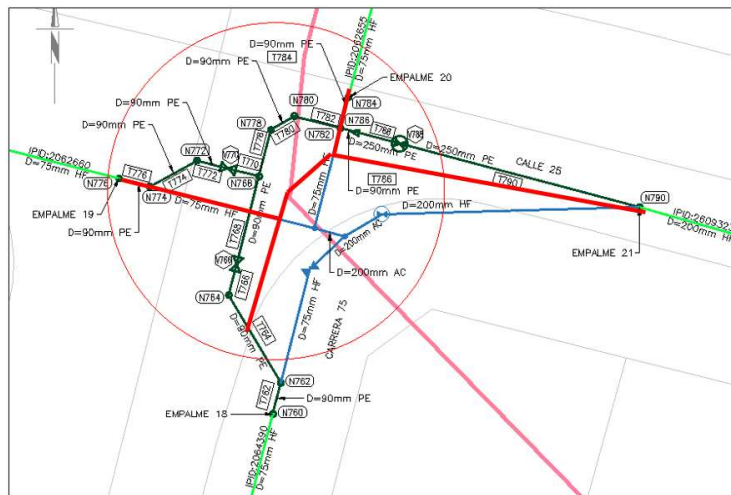 D=90mm PE
IPID:2062655
D=75mm HF
T784
D=90mm PE
EMPALME 20
D=90mm PE
N780
N784
T782
N786
N778
T780
N782
T788
N788
D=250mm PE
D=250mm PE
CALLE 25
N772
T778
T770
T772
N768
D=75mm HF
D=90mm PE
T786
T790
IPID:2062660
D=75mm HF
N776
T776
T774
N774
D=75mm HF
D=200mm HF
N790
EMPALME 19
D=90mm PE
D=90mm PE
T768
D=200mm AC
D=200mm HF
EMPALME 21
D=200mm AC
T766
N764
D=75mm HF
T764
D=90mm PE
CARRERA 75
N762
T762
D=90mm PE
EMPALME 18
N760
IPID:2064390
D=75mm HF